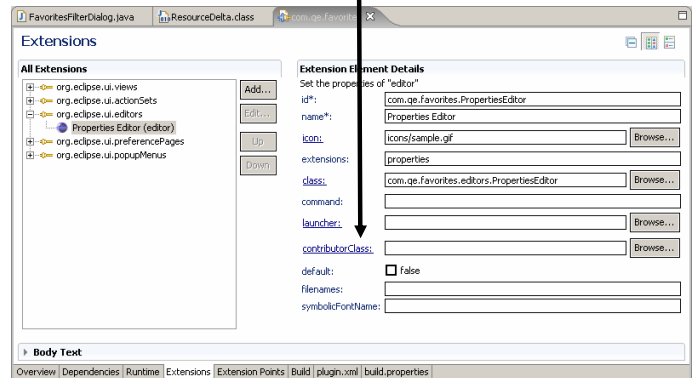 FavoritesFilterDialog.java ResourceDelta.class com.qe.favorites
Extensions
All Extensions
org.eclipse.ui.views
org.eclipse.ui.actionSets
org.eclipse.ui.editors
Properties Editor (editor)
org.eclipse.ui.preferencePages
org.eclipse.ui.popupMenus
Add...
Edit...
Up
Down
Extension Element Details
Set the properties of "editor"
id*: com.qe.favorites.PropertiesEditor
name*: Properties Editor
icon: icons/sample.gif Browse...
extensions: properties
class: com.qe.favorites.editors.PropertiesEditor Browse...
command:
launcher: Browse...
contributorClass: Browse...
default: false
filenames:
symbolicFontName:
Body Text
Overview Dependencies Runtime Extensions Extension Points Build plugin.xml build.properties